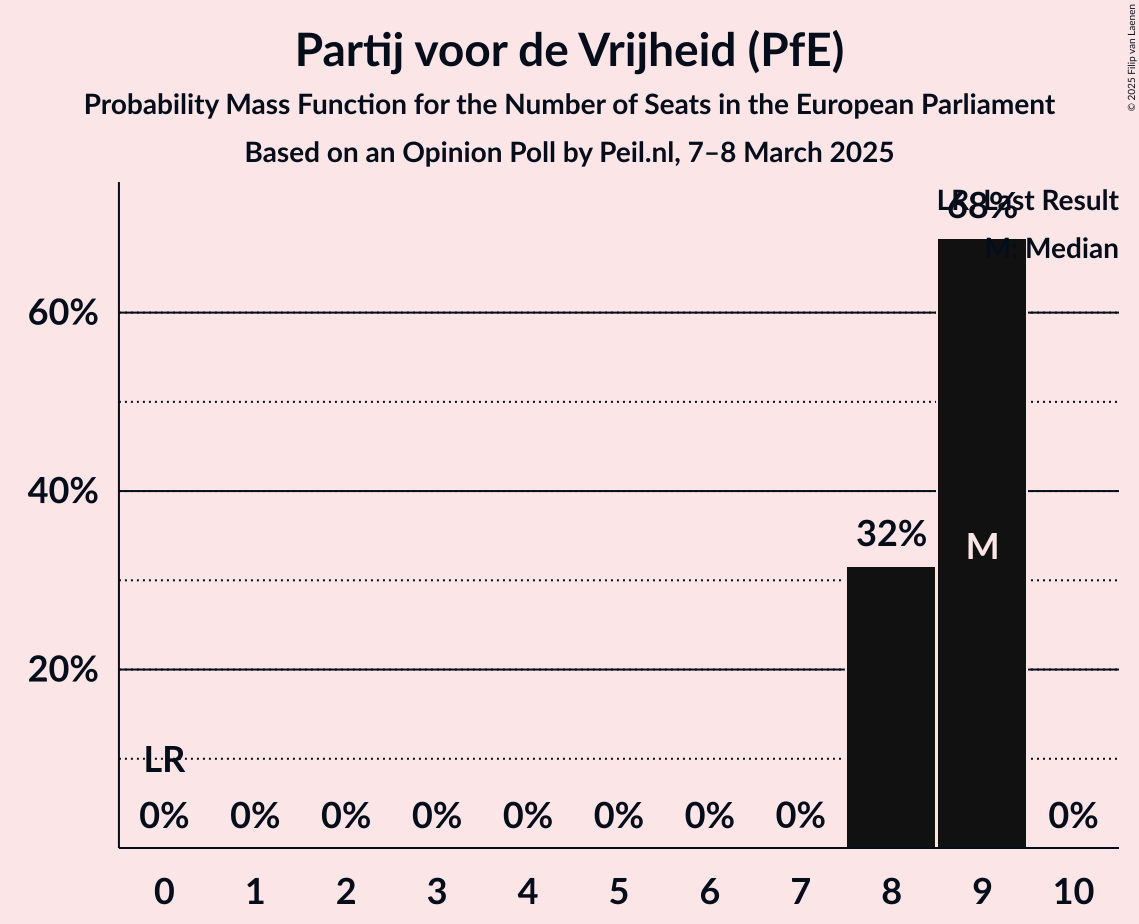 Partij voor de Vrijheid (PfE)
Probability Mass Function for the Number of Seats in the European Parliament
Based on an Opinion Poll by Peil.nl, 7–8 March 2025
© 2025 Filip van Laenen
LR: Last Result
M: Median
68%
60%
40%
20%
32%
M
LR
0% 0% 0% 0% 0% 0% 0% 0% 0%
0 1 2 3 4 5 6 7 8 9 10